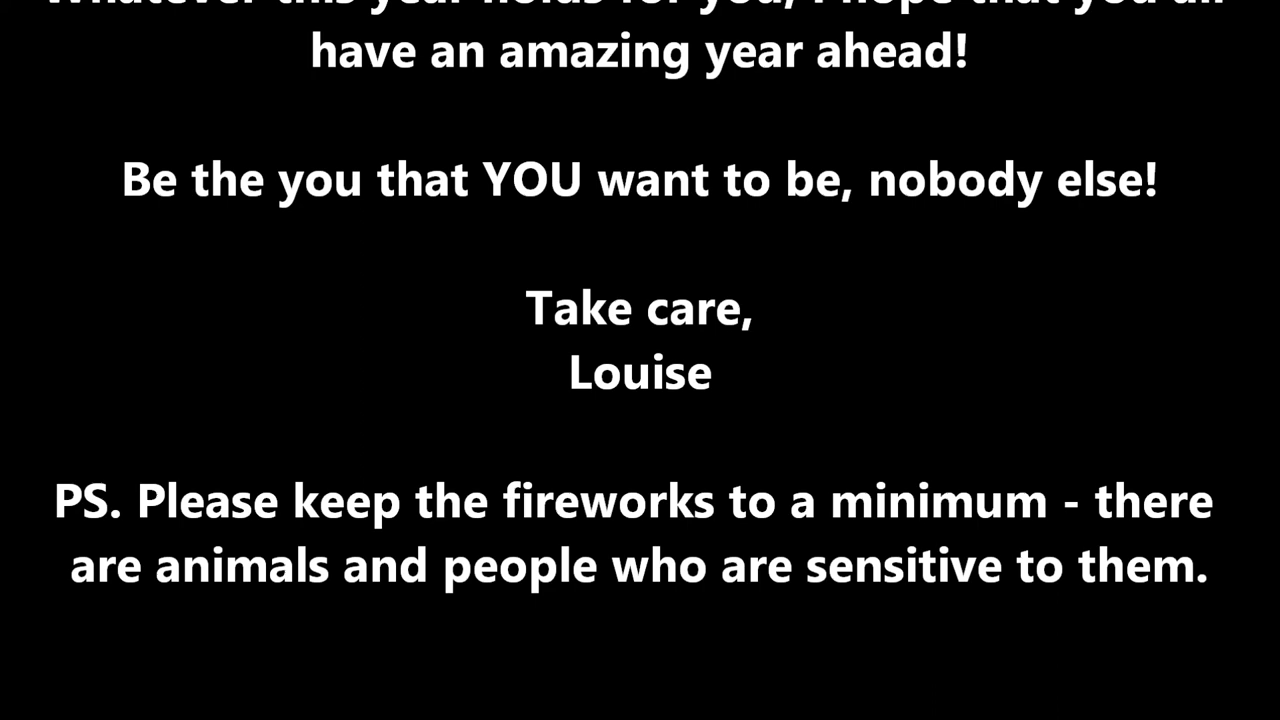 Whatever this year holds for you, I hope that you all
have an amazing year ahead!
Be the you that YOU want to be, nobody else!
Take care,
Louise
PS. Please keep the fireworks to a minimum - there
are animals and people who are sensitive to them.